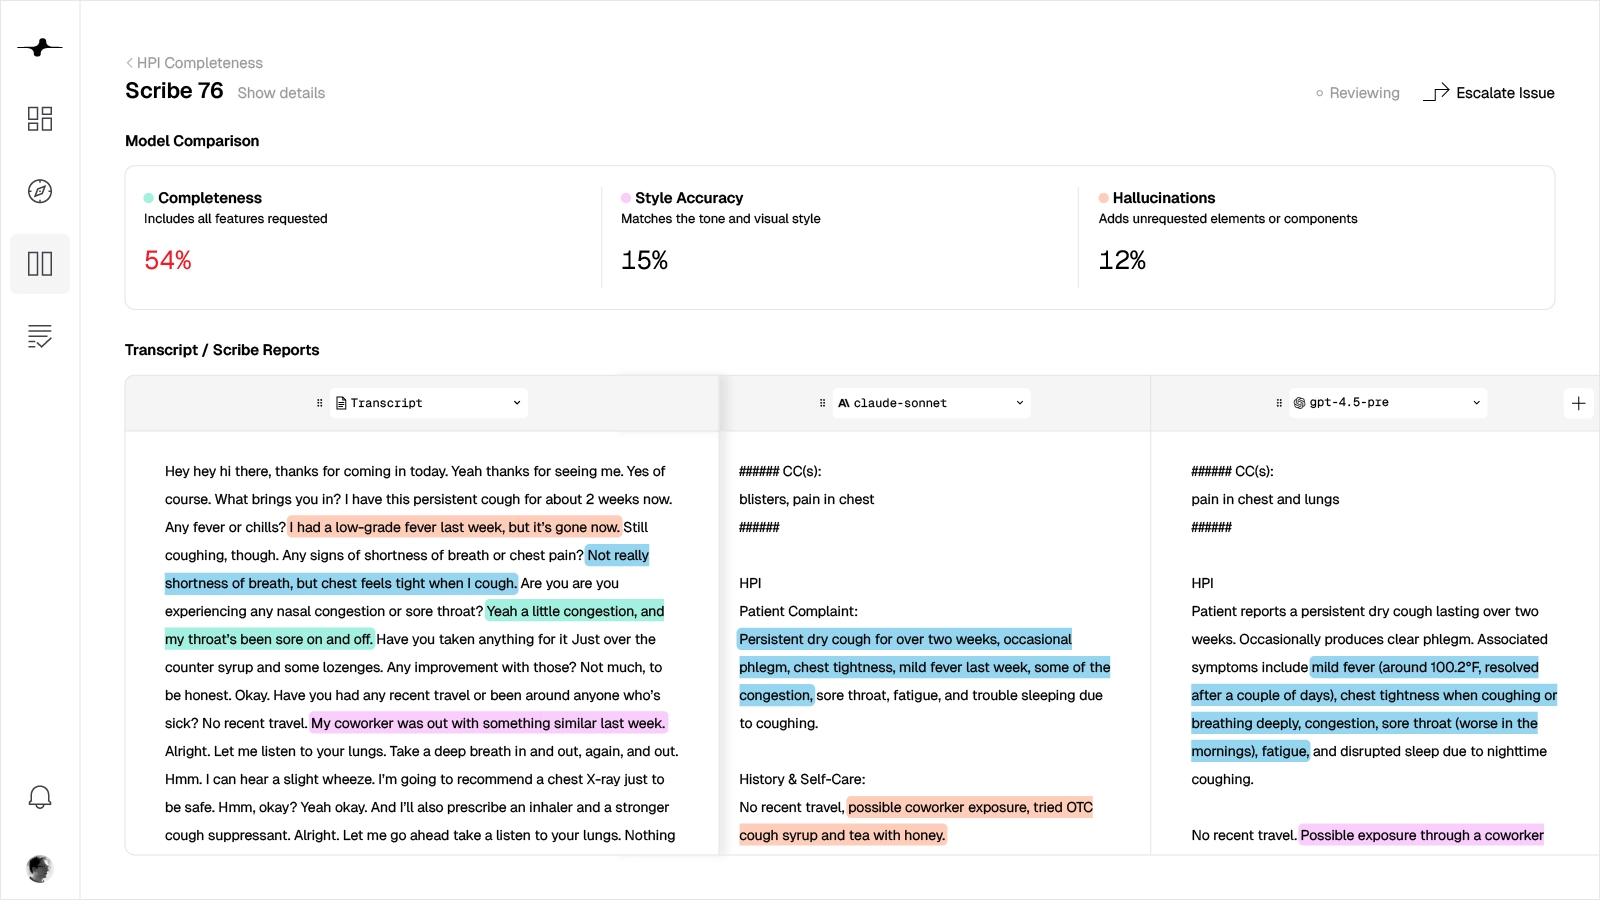 HPI Completeness
Scribe 76
Show details
Reviewing
Escalate Issue
Model Comparison
Completeness
Includes all features requested
54%
Style Accuracy
Matches the tone and visual style
15%
Hallucinations
Adds unrequested elements or components
12%
Transcript / Scribe Reports
Transcript
Hey hey hi there, thanks for coming in today. Yeah thanks for seeing me. Yes of
course. What brings you in? I have this persistent cough for about 2 weeks now.
Any fever or chills? I had a low-grade fever last week, but it's gone now. Still
coughing, though. Any signs of shortness of breath or chest pain? Not really
shortness of breath, but chest feels tight when I cough. Are you are you
experiencing any nasal congestion or sore throat? Yeah a little congestion, and
my throat's been sore on and off. Have you taken anything for it Just over the
counter syrup and some lozenges. Any improvement with those? Not much, to
be honest. Okay. Have you had any recent travel or been around anyone who's
sick? No recent travel. My coworker was out with something similar last week.
Alright. Let me listen to your lungs. Take a deep breath in and out, again, and out.
Hmm. I can hear a slight wheeze. I'm going to recommend a chest X-ray just to
be safe. Hmm, okay? Yeah okay. And I'll also prescribe an inhaler and a stronger
cough suppressant. Alright. Let me go ahead take a listen to your lungs. Nothing
claude-sonnet
###### CC(s):
blisters, pain in chest
######
HPI
Patient Complaint:
Persistent dry cough for over two weeks, occasional
phlegm, chest tightness, mild fever last week, some of the
congestion, sore throat, fatigue, and trouble sleeping due
to coughing.
History & Self-Care:
No recent travel, possible coworker exposure, tried OTC
cough syrup and tea with honey.
gpt-4.5-pre
###### CC(s):
pain in chest and lungs
######
HPI
Patient reports a persistent dry cough lasting over two
weeks. Occasionally produces clear phlegm. Associated
symptoms include mild fever (around 100.2°F, resolved
after a couple of days), chest tightness when coughing or
breathing deeply, congestion, sore throat (worse in the
mornings), fatigue, and disrupted sleep due to nighttime
coughing.
No recent travel. Possible exposure through a coworker